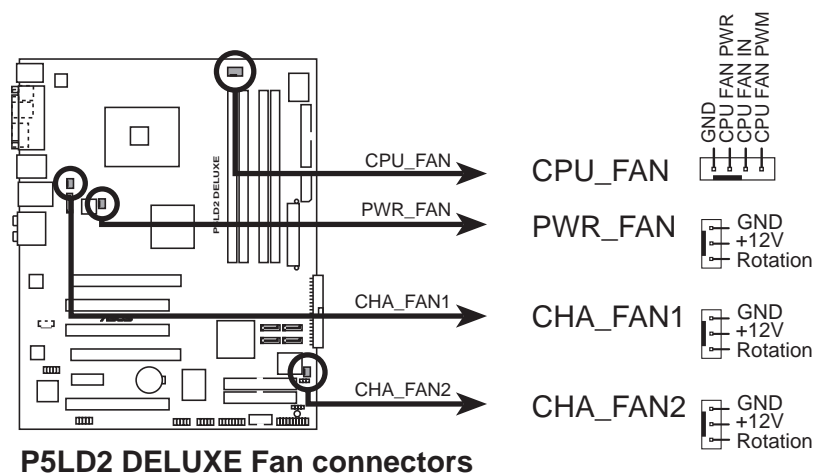 GND
CPU FAN PWR
CPU FAN IN
CPU FAN PWM
CPU_FAN
CPU_FAN
PWR_FAN
PWR_FAN
GND
+12V
Rotation
P5LD2 DELUXE
CHA_FAN1
CHA_FAN1
GND
+12V
Rotation
CHA_FAN2
CHA_FAN2
GND
+12V
Rotation
P5LD2 DELUXE Fan connectors